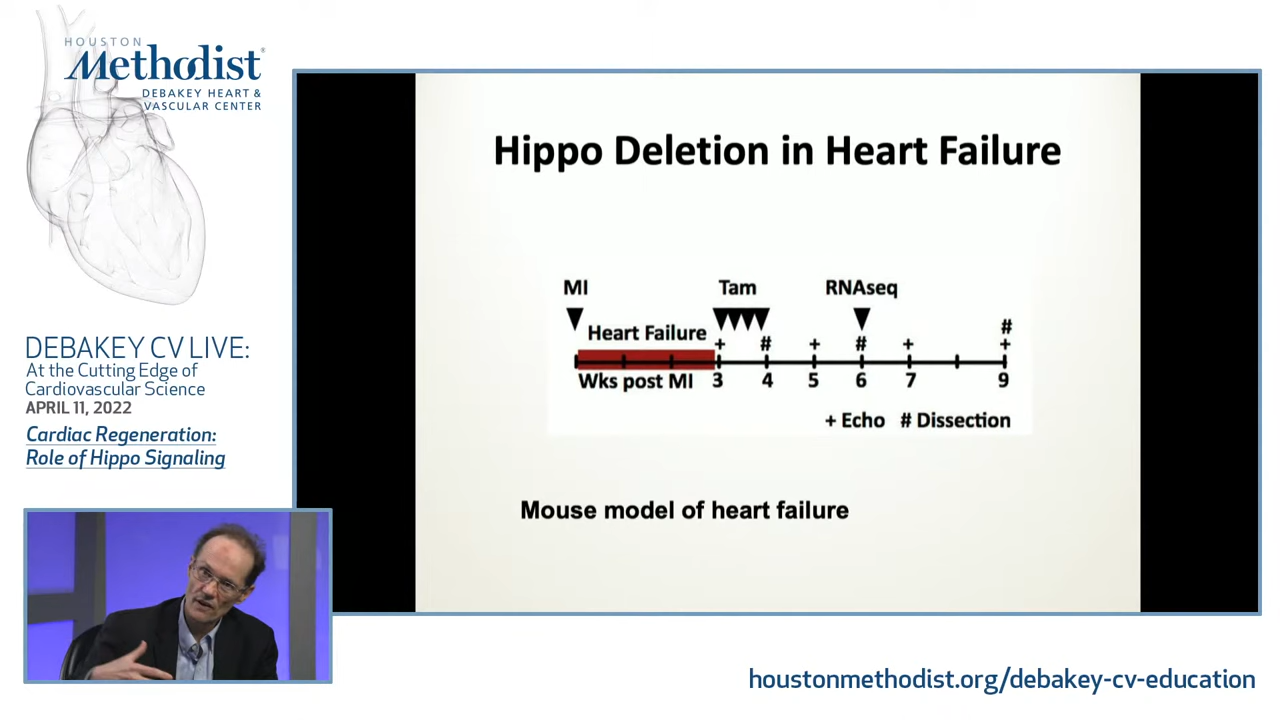 HOUSTON
Methodist®
DEBAKEY HEART &
VASCULAR CENTER
DEBAKEY CV LIVE:
At the Cutting Edge of
Cardiovascular Science
APRIL 11, 2022
Cardiac Regeneration:
Role of Hippo Signaling
Hippo Deletion in Heart Failure
MI Tam RNAseq
Heart Failure
#
+ # + # + +
Wks post MI 3 4 5 6 7 9
+ Echo # Dissection
Mouse model of heart failure
houstonmethodist.org/debakey-cv-education